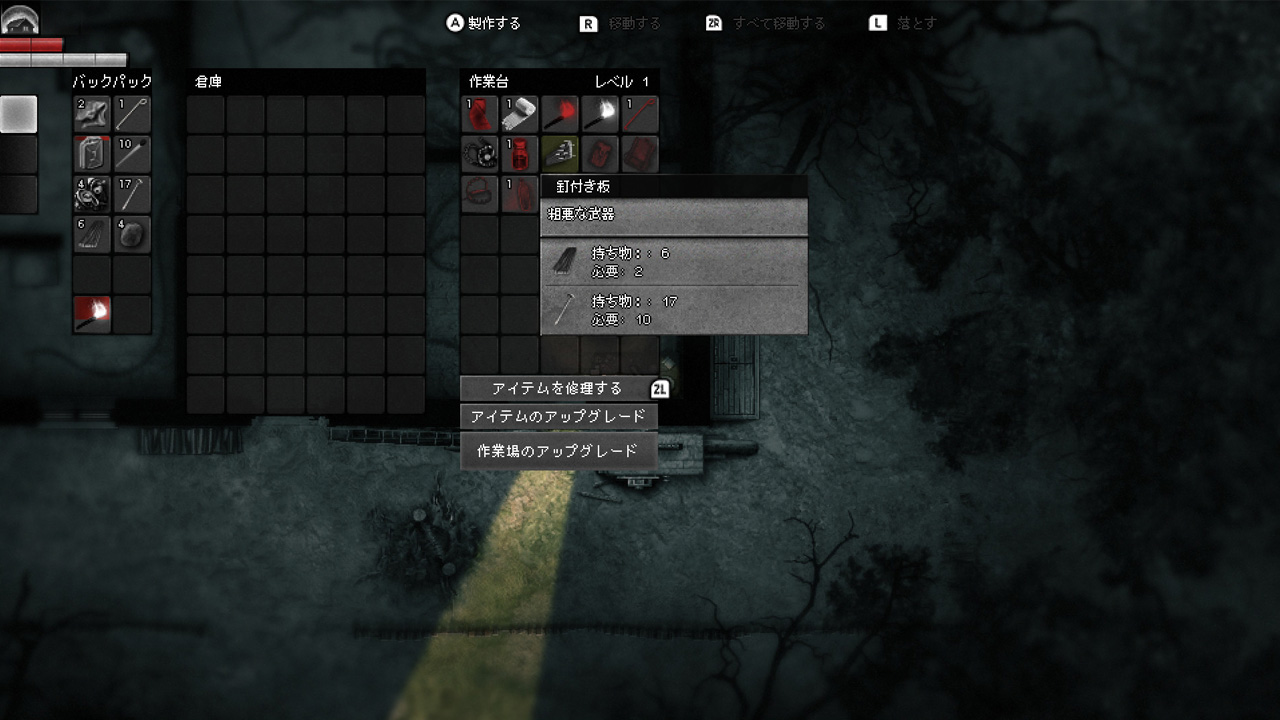 A 製作する R 移動する ZR すべて移動する L 落とす
バックパック 倉庫 作業台 レベル 1
2 1 1 1 1
10 1
4 17 1
6 4
釘付き板
粗悪な武器
持ち物:: 6
必要: 2
持ち物:: 17
必要: 10
アイテムを修理する ZL
アイテムのアップグレード
作業場のアップグレード